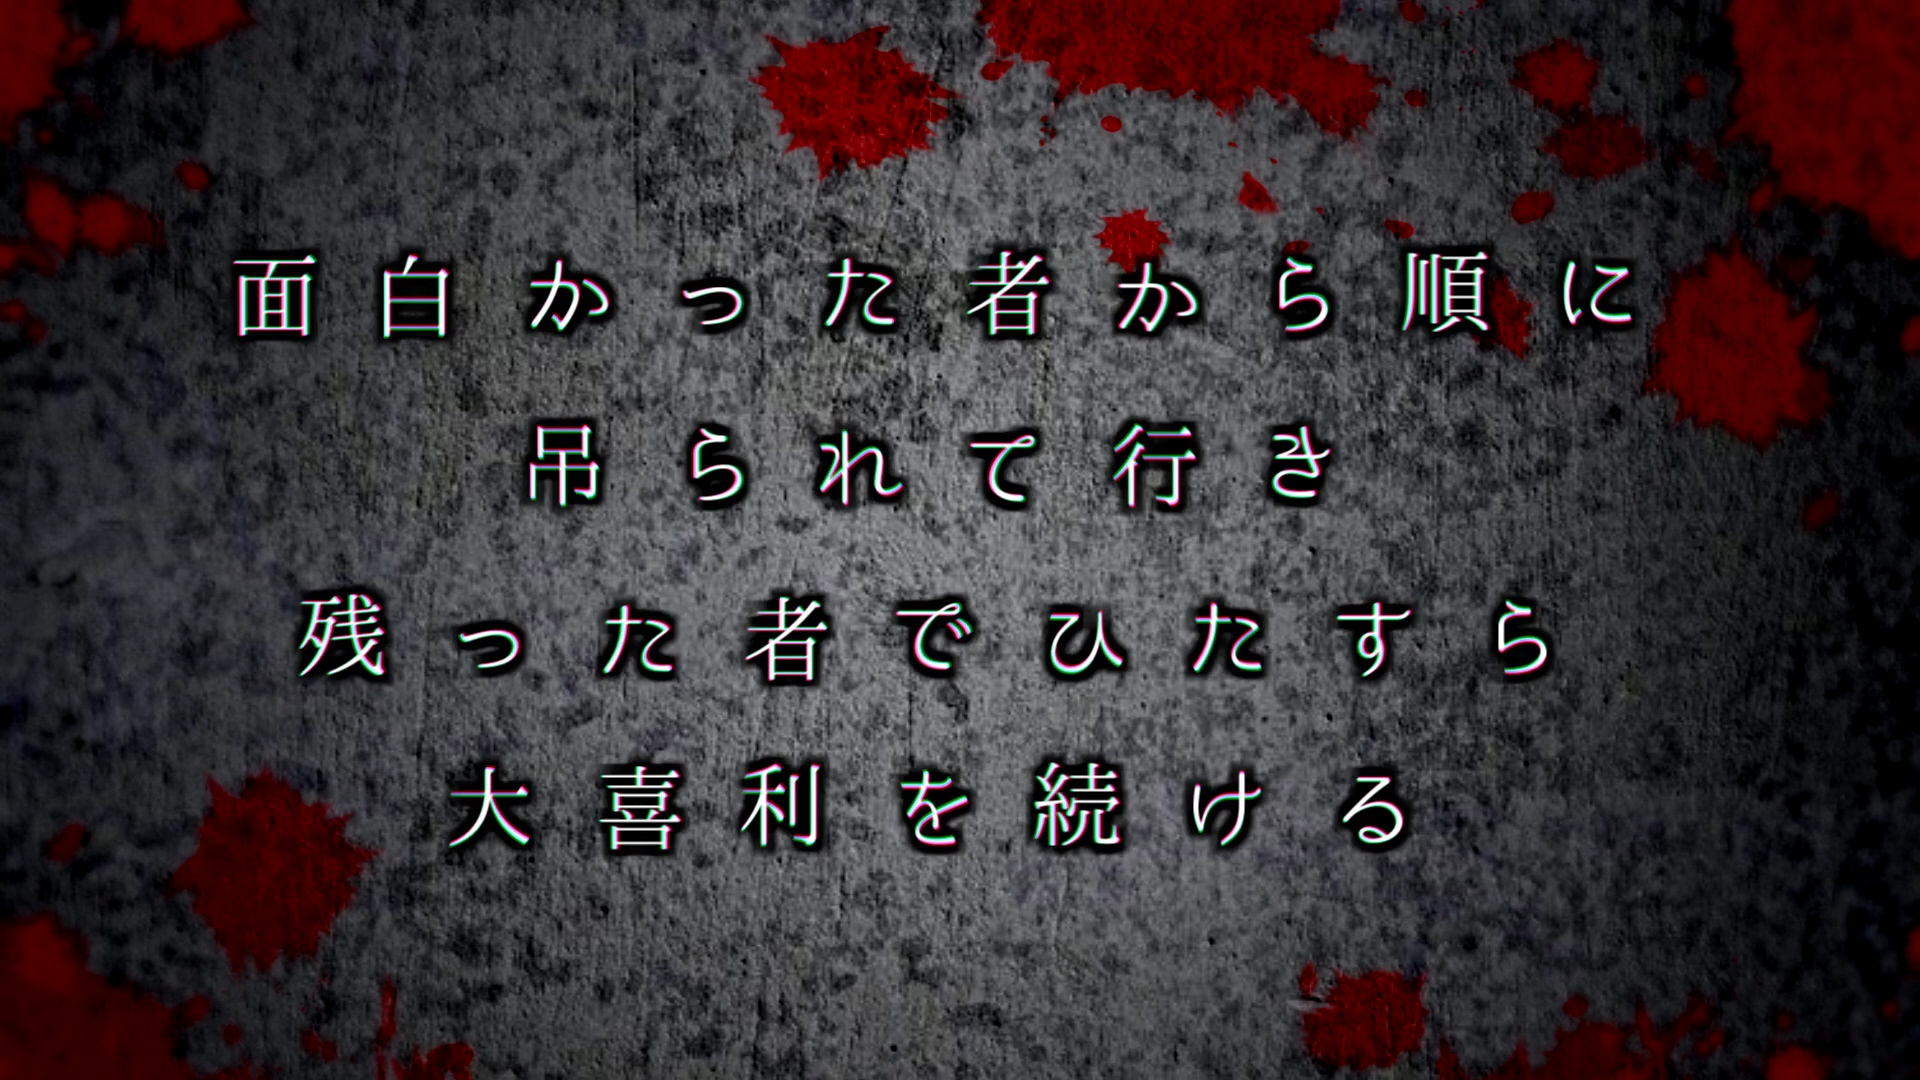 面白かった者から順に
吊られて行き
残った者でひたすら
大喜利を続ける